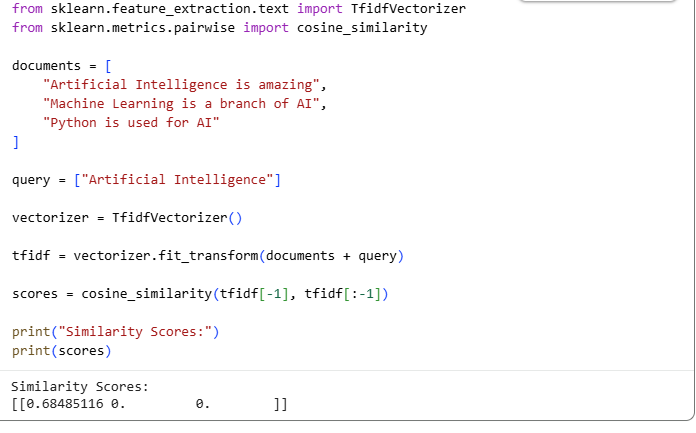 from sklearn.feature_extraction.text import TfidfVectorizer
from sklearn.metrics.pairwise import cosine_similarity

documents = [
    "Artificial Intelligence is amazing",
    "Machine Learning is a branch of AI",
    "Python is used for AI"
]

query = ["Artificial Intelligence"]

vectorizer = TfidfVectorizer()

tfidf = vectorizer.fit_transform(documents + query)

scores = cosine_similarity(tfidf[-1], tfidf[:-1])

print("Similarity Scores:")
print(scores)

Similarity Scores:
[[0.68485116 0.         0.        ]]